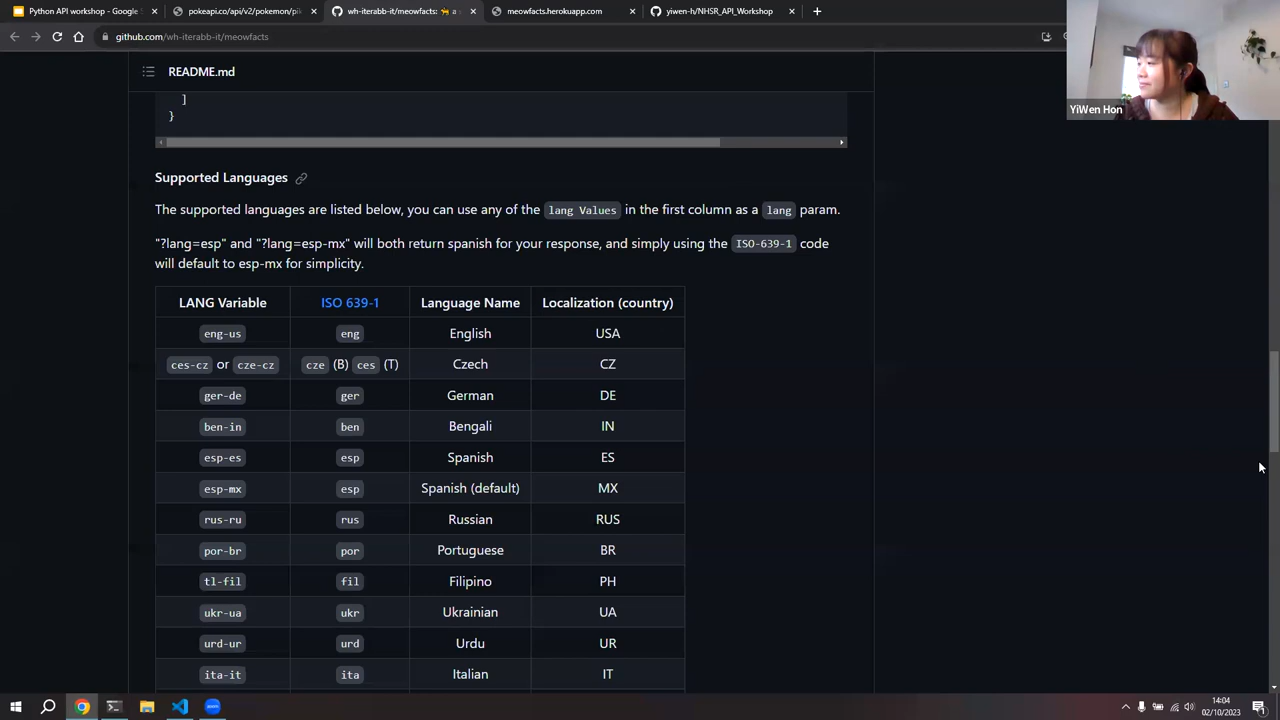 Python API workshop - Google S
pokeapi.co/api/v2/pokemon/pi
wh-iterabb-it/meowfacts: 🐈 a
meowfacts.herokuapp.com
yiwen-h/NHSR_API_Workshop
github.com/wh-iterabb-it/meowfacts
YiWen Hon
README.md
]
}
Supported Languages
The supported languages are listed below, you can use any of the lang Values in the first column as a lang param.
"?lang=esp" and "?lang=esp-mx" will both return spanish for your response, and simply using the ISO-639-1 code
will default to esp-mx for simplicity.
LANG Variable ISO 639-1 Language Name Localization (country)
eng-us eng English USA
ces-cz or cze-cz cze (B) ces (T) Czech CZ
ger-de ger German DE
ben-in ben Bengali IN
esp-es esp Spanish ES
esp-mx esp Spanish (default) MX
rus-ru rus Russian RUS
por-br por Portuguese BR
tl-fil fil Filipino PH
ukr-ua ukr Ukrainian UA
urd-ur urd Urdu UR
ita-it ita Italian IT
14:04
02/10/2023